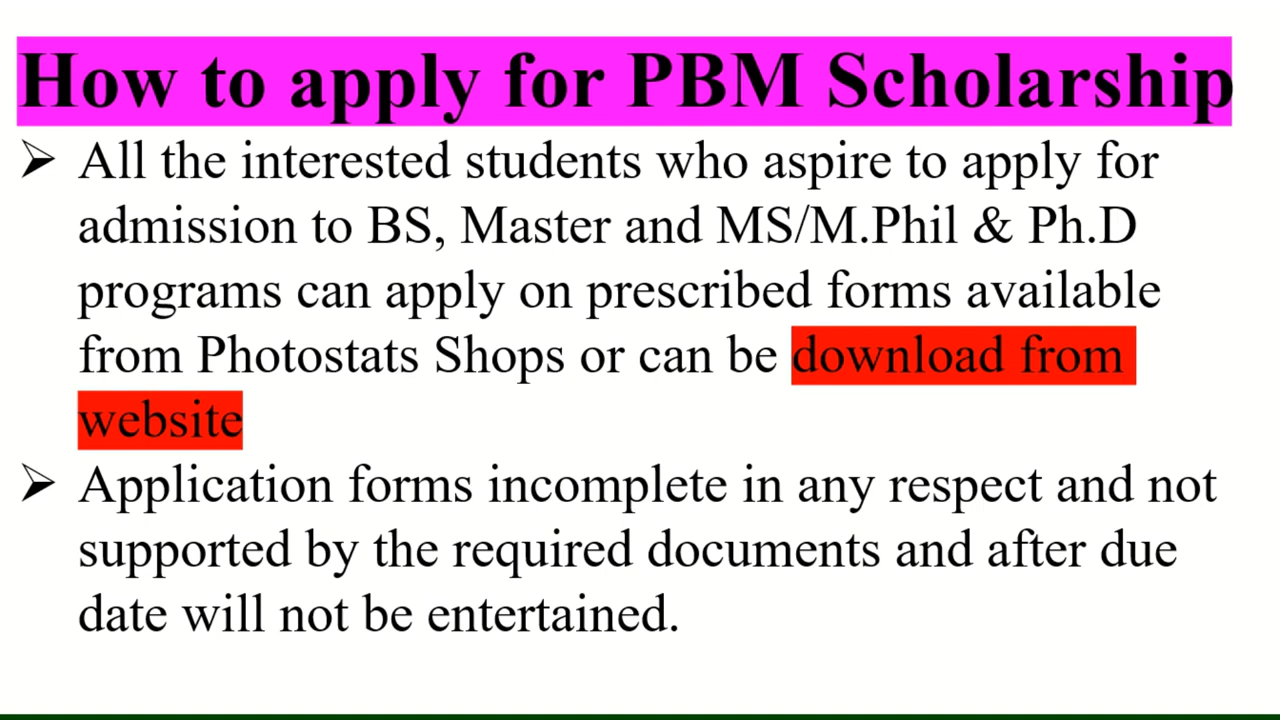 How to apply for PBM Scholarship
➢ All the interested students who aspire to apply for
admission to BS, Master and MS/M.Phil & Ph.D
programs can apply on prescribed forms available
from Photostats Shops or can be download from
website
➢ Application forms incomplete in any respect and not
supported by the required documents and after due
date will not be entertained.